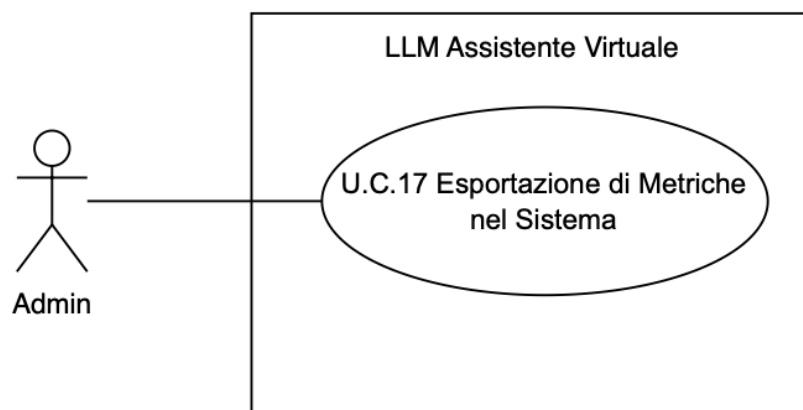 LLM Assistente Virtuale
U.C.17 Esportazione di Metriche
nel Sistema
Admin